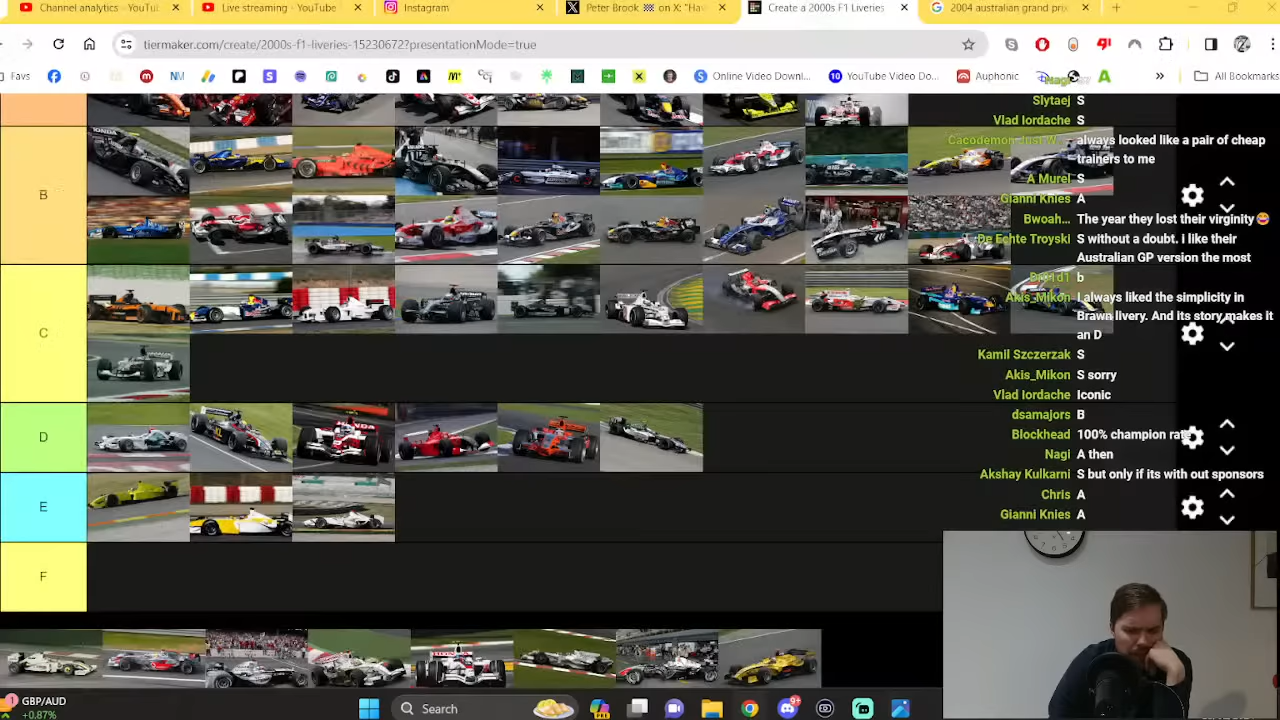 Channel analytics - YouTu
Live streaming - YouTube
Instagram
Peter Brook 🏁 on X: "Hav
Create a 2000s F1 Liveries
2004 australian grand prix
tiermaker.com/create/2000s-f1-liveries-15230672?presentationMode=true
Favs
Online Video Downl...
YouTube Video Do...
Auphonic
All Bookmarks
Nagi
Slytaej S
Vlad Iordache S
always looked like a pair of cheap
trainers to me
A Murel S
Gianni Knies A
Bwoah... The year they lost their virginity😆
De Echte Troyski S without a doubt. i like their
Australian GP version the most
b
Akis_Mikon I always liked the simplicity in
Brawn livery. And its story makes it
an D
Kamil Szczerzak S
Akis_Mikon S sorry
Vlad Iordache Iconic
dsamajors B
Blockhead 100% champion rate
Nagi A then
Akshay Kulkarni S but only if its with out sponsors
Chris A
Gianni Knies A
B
C
D
E
F
GBP/AUD
+0.87%
Search